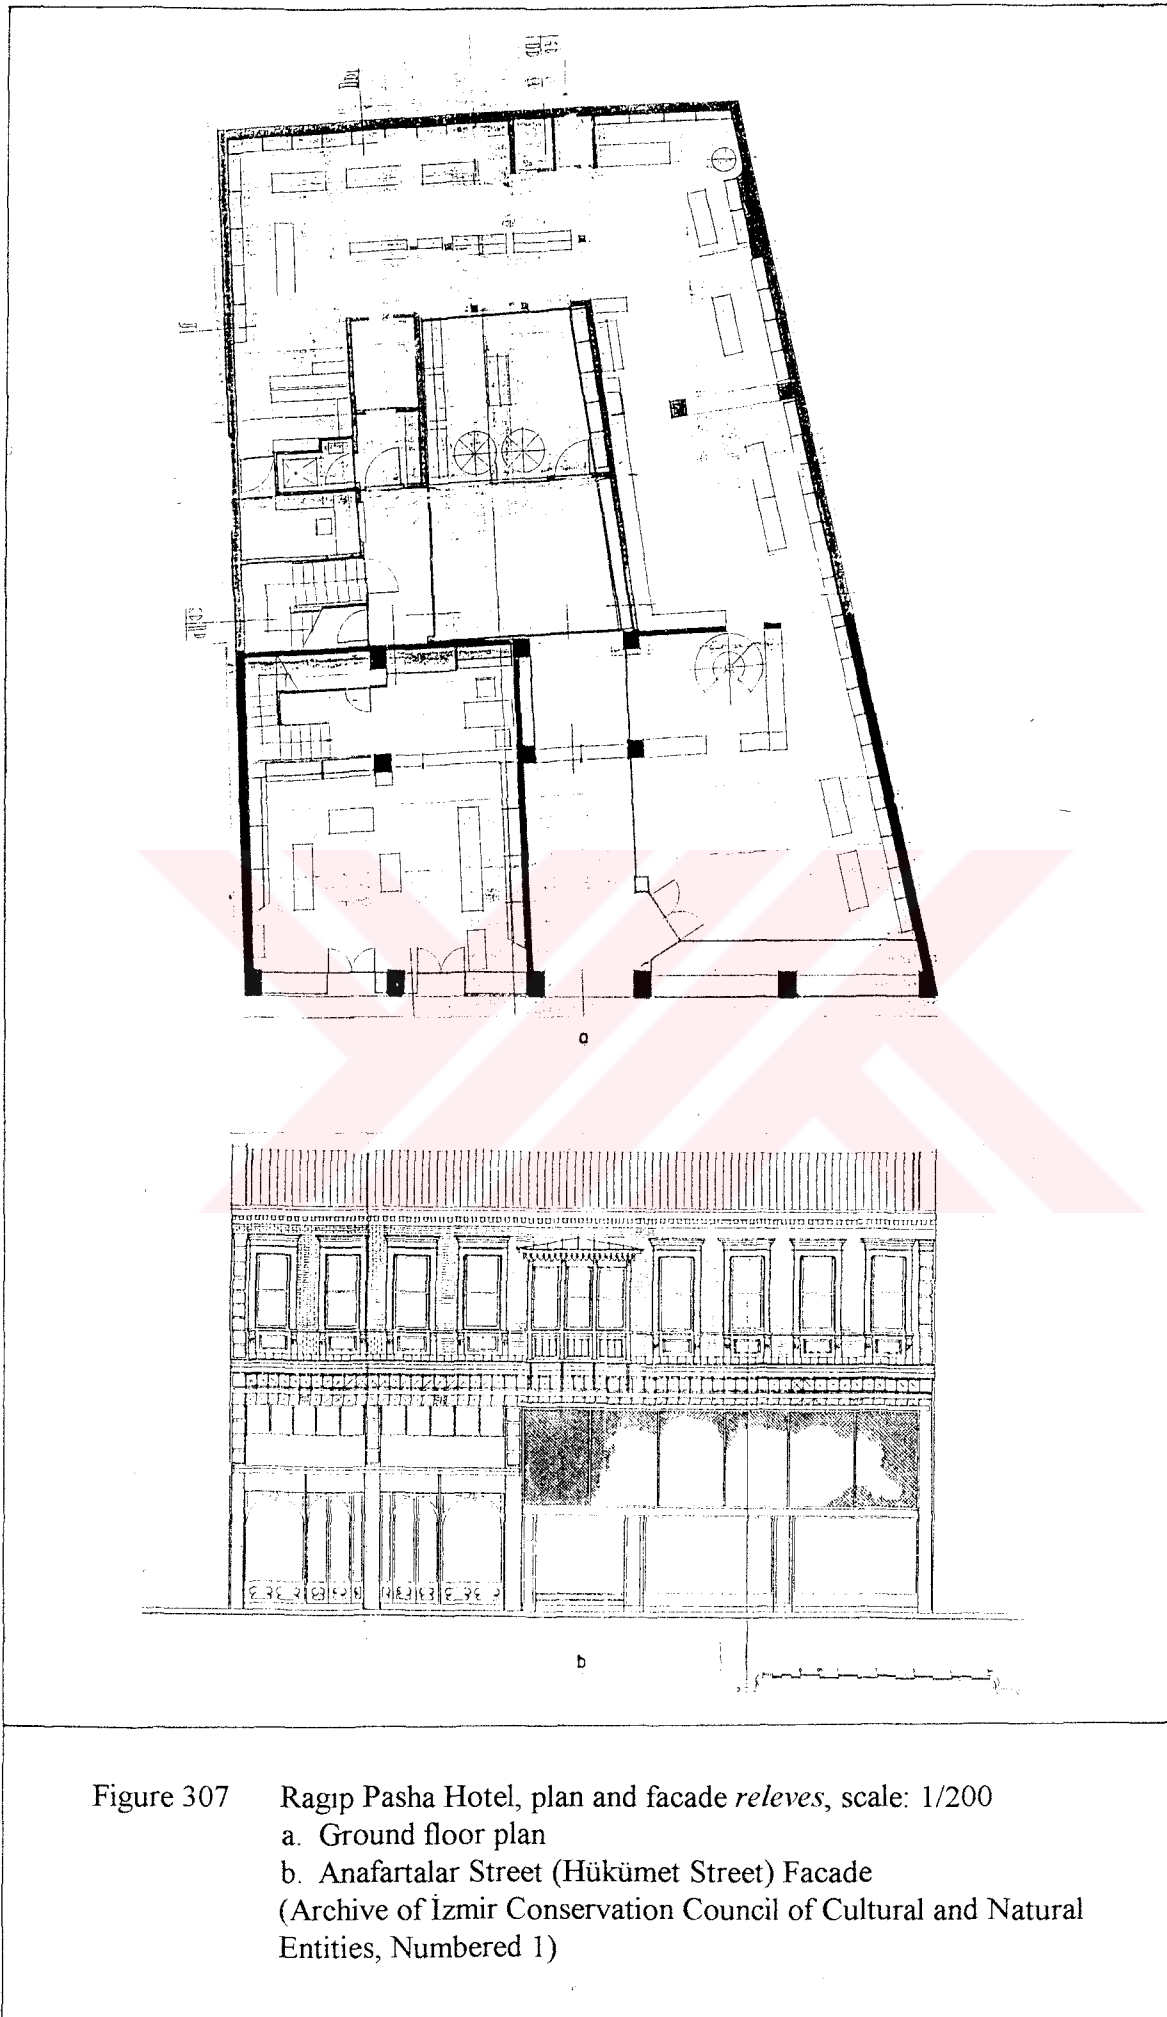 a
b
Figure 307 Ragıp Pasha Hotel, plan and facade releves, scale: 1/200
a. Ground floor plan
b. Anafartalar Street (Hükümet Street) Facade
(Archive of İzmir Conservation Council of Cultural and Natural
Entities, Numbered 1)